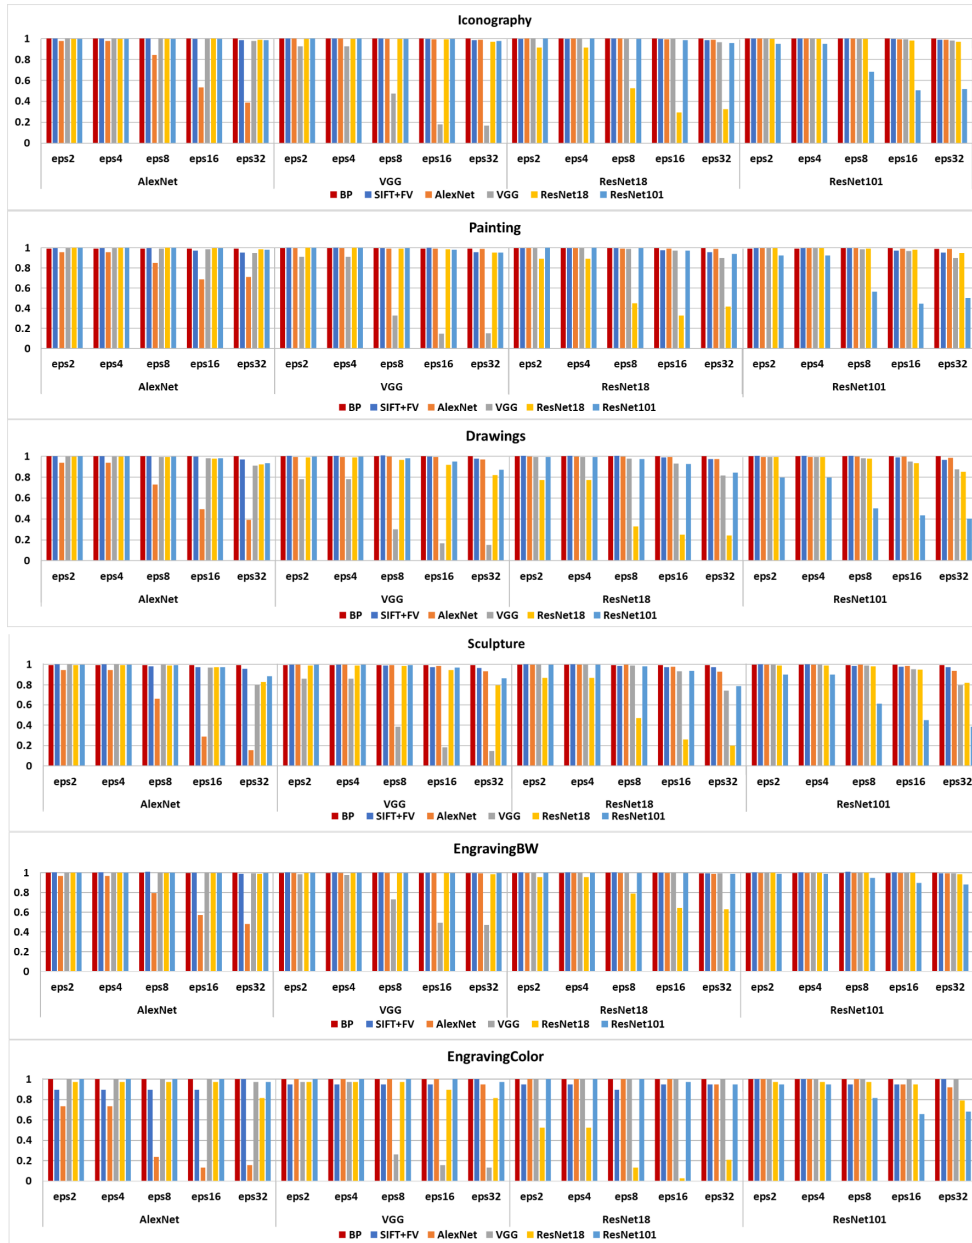 Iconography
1
0.8
0.6
0.4
0.2
0
eps2 eps4 eps8 eps16 eps32 eps2 eps4 eps8 eps16 eps32 eps2 eps4 eps8 eps16 eps32 eps2 eps4 eps8 eps16 eps32
AlexNet VGG ResNet18 ResNet101
BP SIFT+FV AlexNet VGG ResNet18 ResNet101
Painting
1
0.8
0.6
0.4
0.2
0
eps2 eps4 eps8 eps16 eps32 eps2 eps4 eps8 eps16 eps32 eps2 eps4 eps8 eps16 eps32 eps2 eps4 eps8 eps16 eps32
AlexNet VGG ResNet18 ResNet101
BP SIFT+FV AlexNet VGG ResNet18 ResNet101
Drawings
1
0.8
0.6
0.4
0.2
0
eps2 eps4 eps8 eps16 eps32 eps2 eps4 eps8 eps16 eps32 eps2 eps4 eps8 eps16 eps32 eps2 eps4 eps8 eps16 eps32
AlexNet VGG ResNet18 ResNet101
BP SIFT+FV AlexNet VGG ResNet18 ResNet101
Sculpture
1
0.8
0.6
0.4
0.2
0
eps2 eps4 eps8 eps16 eps32 eps2 eps4 eps8 eps16 eps32 eps2 eps4 eps8 eps16 eps32 eps2 eps4 eps8 eps16 eps32
AlexNet VGG ResNet18 ResNet101
BP SIFT+FV AlexNet VGG ResNet18 ResNet101
EngravingBW
1
0.8
0.6
0.4
0.2
0
eps2 eps4 eps8 eps16 eps32 eps2 eps4 eps8 eps16 eps32 eps2 eps4 eps8 eps16 eps32 eps2 eps4 eps8 eps16 eps32
AlexNet VGG ResNet18 ResNet101
BP SIFT+FV AlexNet VGG ResNet18 ResNet101
EngravingColor
1
0.8
0.6
0.4
0.2
0
eps2 eps4 eps8 eps16 eps32 eps2 eps4 eps8 eps16 eps32 eps2 eps4 eps8 eps16 eps32 eps2 eps4 eps8 eps16 eps32
AlexNet VGG ResNet18 ResNet101
BP SIFT+FV AlexNet VGG ResNet18 ResNet101